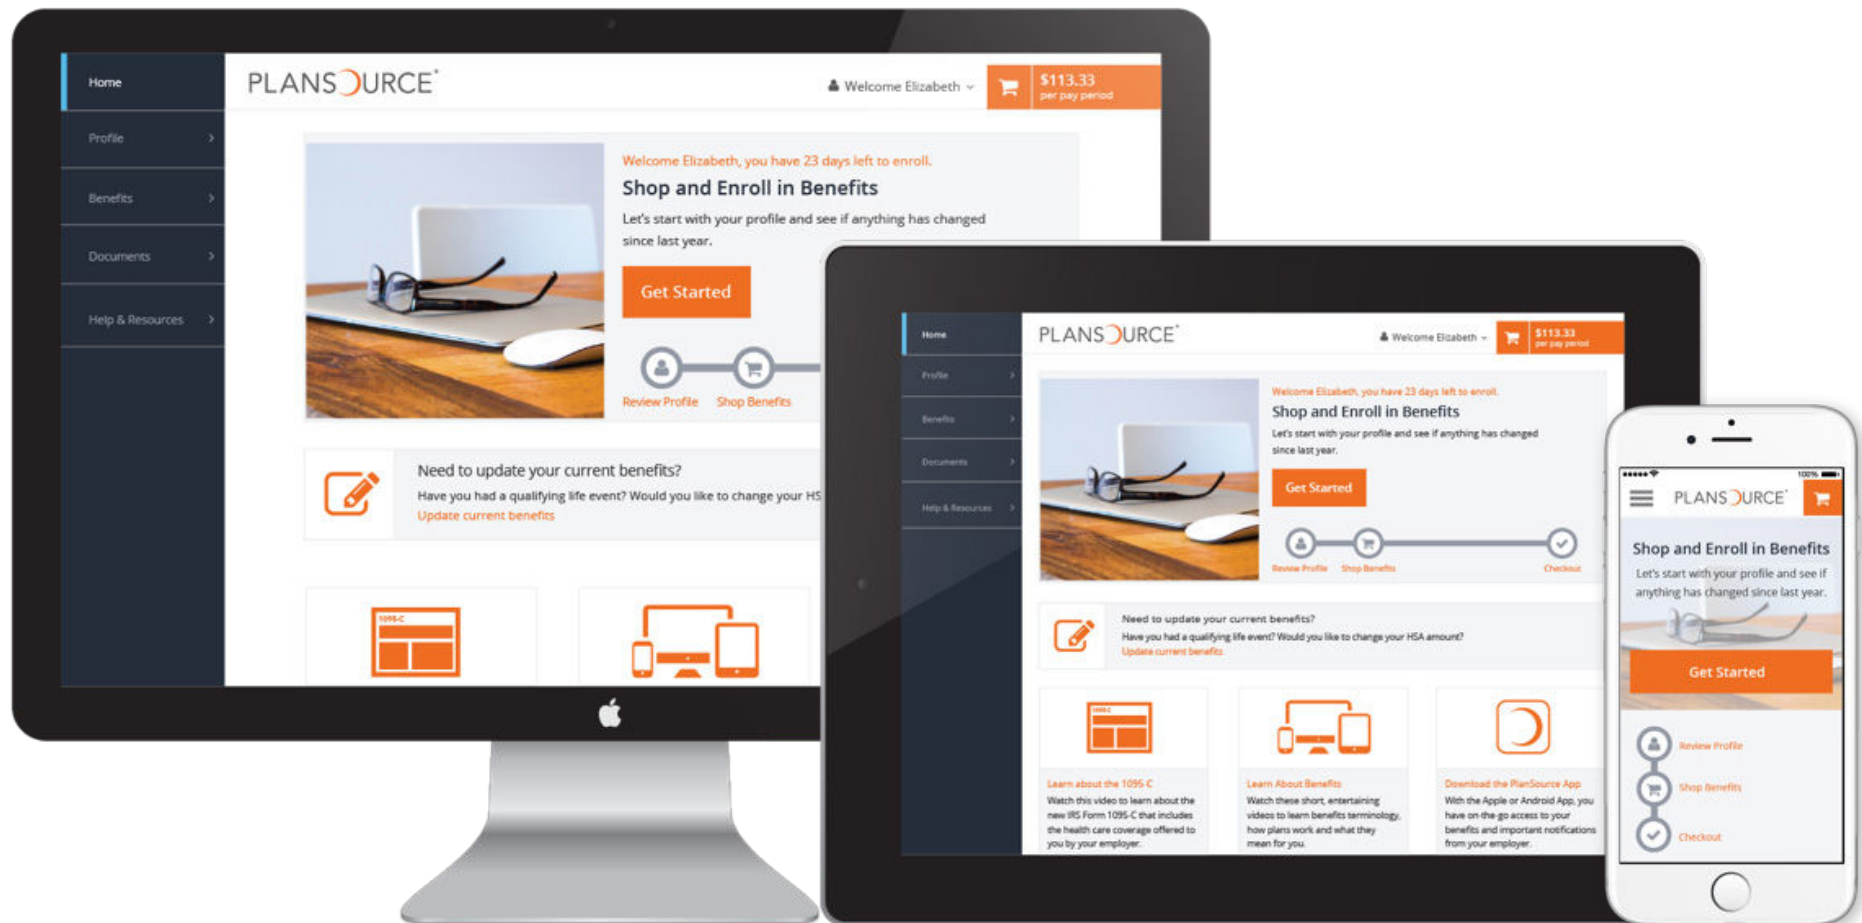 Home
Profile
Benefits
Documents
Help & Resources
PLANSOURCE
Welcome Elizabeth
$113.33
per pay period
Welcome Elizabeth, you have 23 days left to enroll.
Shop and Enroll in Benefits
Let's start with your profile and see if anything has changed
since last year.
Get Started
Review Profile
Shop Benefits
Need to update your current benefits?
Have you had a qualifying life event? Would you like to change your HS
Update current benefits
1095-C
Home
Profile
Benefits
Documents
Help & Resources
PLANSOURCE
Welcome Elizabeth
$113.33
per pay period
Welcome Elizabeth, you have 23 days left to enroll.
Shop and Enroll in Benefits
Let's start with your profile and see if anything has changed
since last year.
Get Started
Review Profile
Shop Benefits
Checkout
Need to update your current benefits?
Have you had a qualifying life event? Would you like to change your HSA amount?
Update current benefits
1095-C
Learn about the 1095-C
Watch this video to learn about the
new IRS Form 1095-C that includes
the health care coverage offered to
you by your employer.
Learn About Benefits
Watch these short, entertaining
videos to learn benefits terminology,
how plans work and what they
mean for you.
Download the PlanSource App
With the Apple or Android App, you
have on-the-go access to your
benefits and important notifications
from your employer.
100%
PLANSOURCE
Shop and Enroll in Benefits
Let's start with your profile and see if
anything has changed since last year.
Get Started
Review Profile
Shop Benefits
Checkout